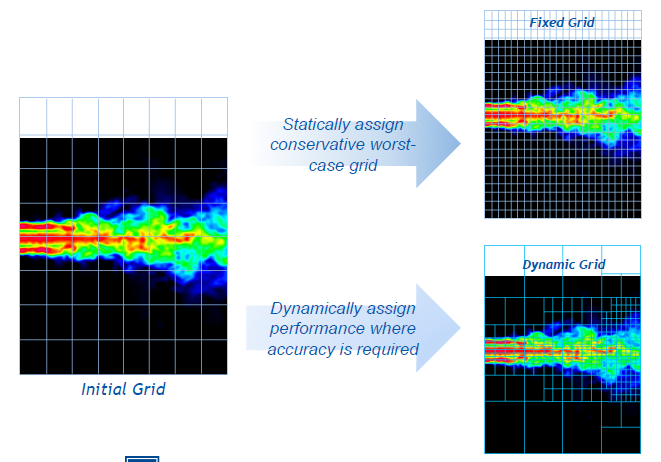 Fixed Grid
Statically assign
conservative worst-
case grid
Dynamic Grid
Dynamically assign
performance where
accuracy is required
Initial Grid